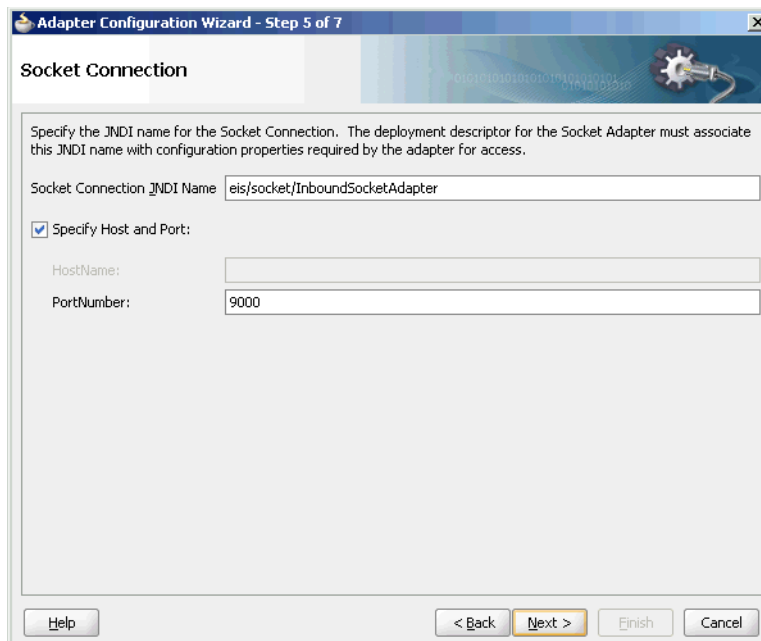 Adapter Configuration Wizard - Step 5 of 7
Socket Connection
Specify the JNDI name for the Socket Connection.  The deployment descriptor for the Socket Adapter must associate
this JNDI name with configuration properties required by the adapter for access.
Socket Connection JNDI Name eis/socket/InboundSocketAdapter
Specify Host and Port:
HostName:
PortNumber: 9000
Help < Back Next > Finish Cancel